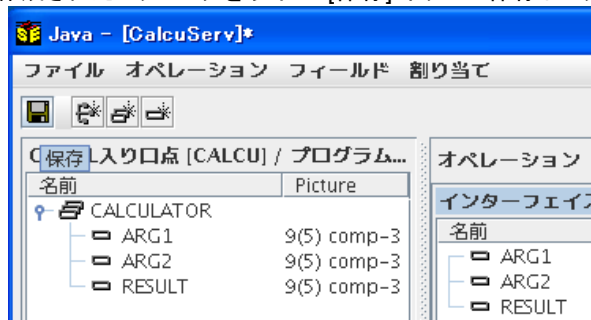 Java - [CalcuServ]*
ファイル オペレーション フィールド 割り当て
保存
L入り口点 [CALCU] / プログラム...
名前 Picture
CALCULATOR
ARG1 9(5) comp-3
ARG2 9(5) comp-3
RESULT 9(5) comp-3
オペレーション
インターフェイス
名前
ARG1
ARG2
RESULT